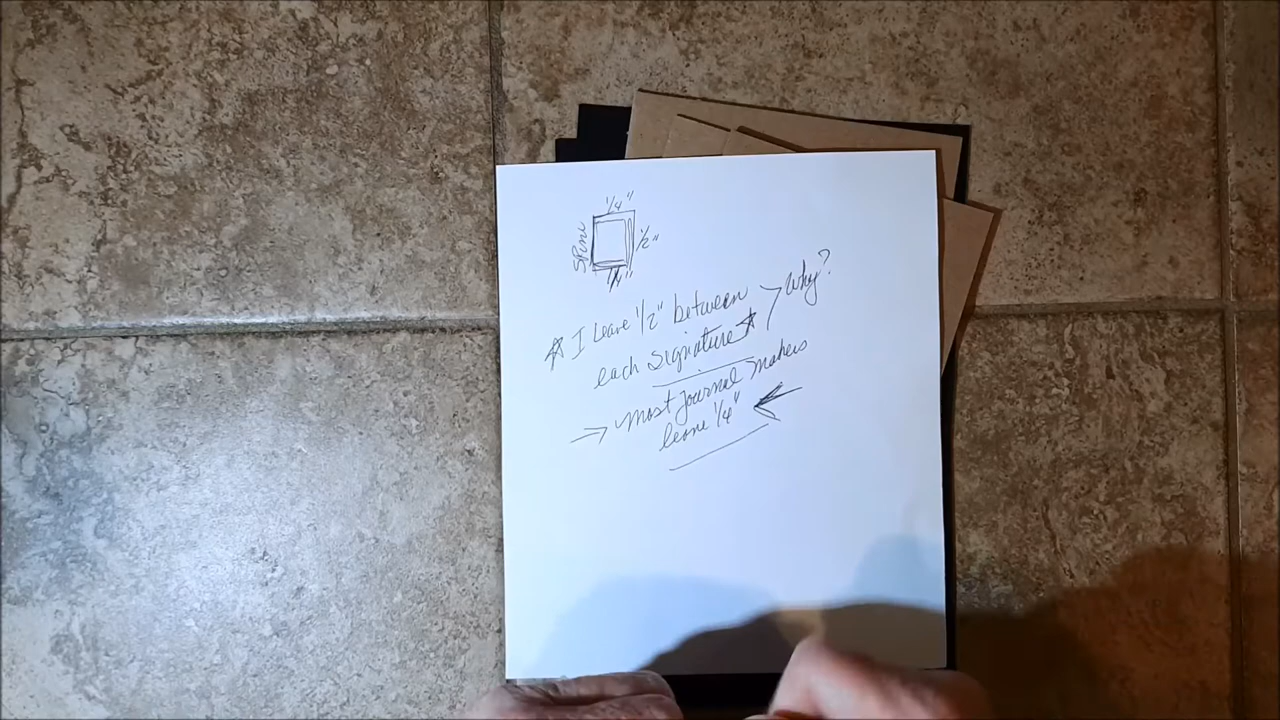 1/4"
Spine
1/2"
1/4"
☆ I Leave 1/2" between
each signature ☆
Why?
→ most journal makers
leave 1/4" ←